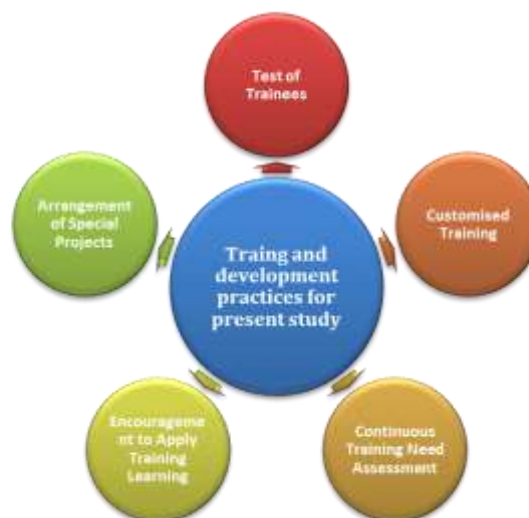 Test of
Trainees
Customised
Training
Continuous
Training Need
Assessment
Encourageme
nt to Apply
Training
Learning
Arrangement
of Special
Projects
Traing and
development
practices for
present study